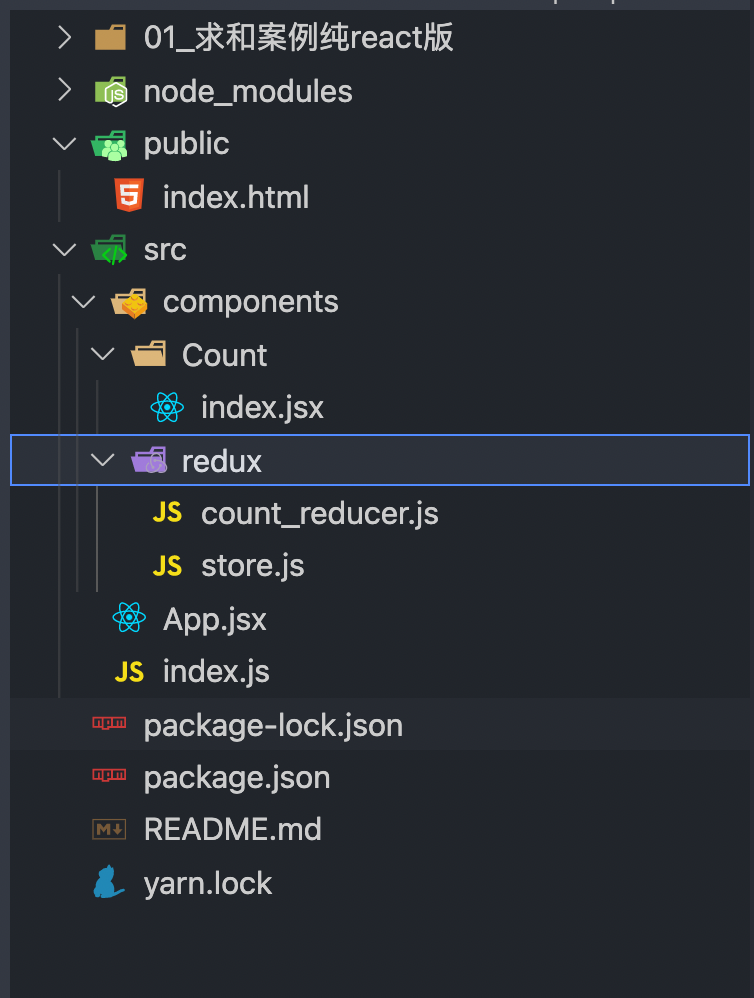 01_求和案例纯react版
node_modules
public
index.html
src
components
Count
index.jsx
redux
JS count_reducer.js
JS store.js
App.jsx
JS index.js
package-lock.json
package.json
README.md
yarn.lock